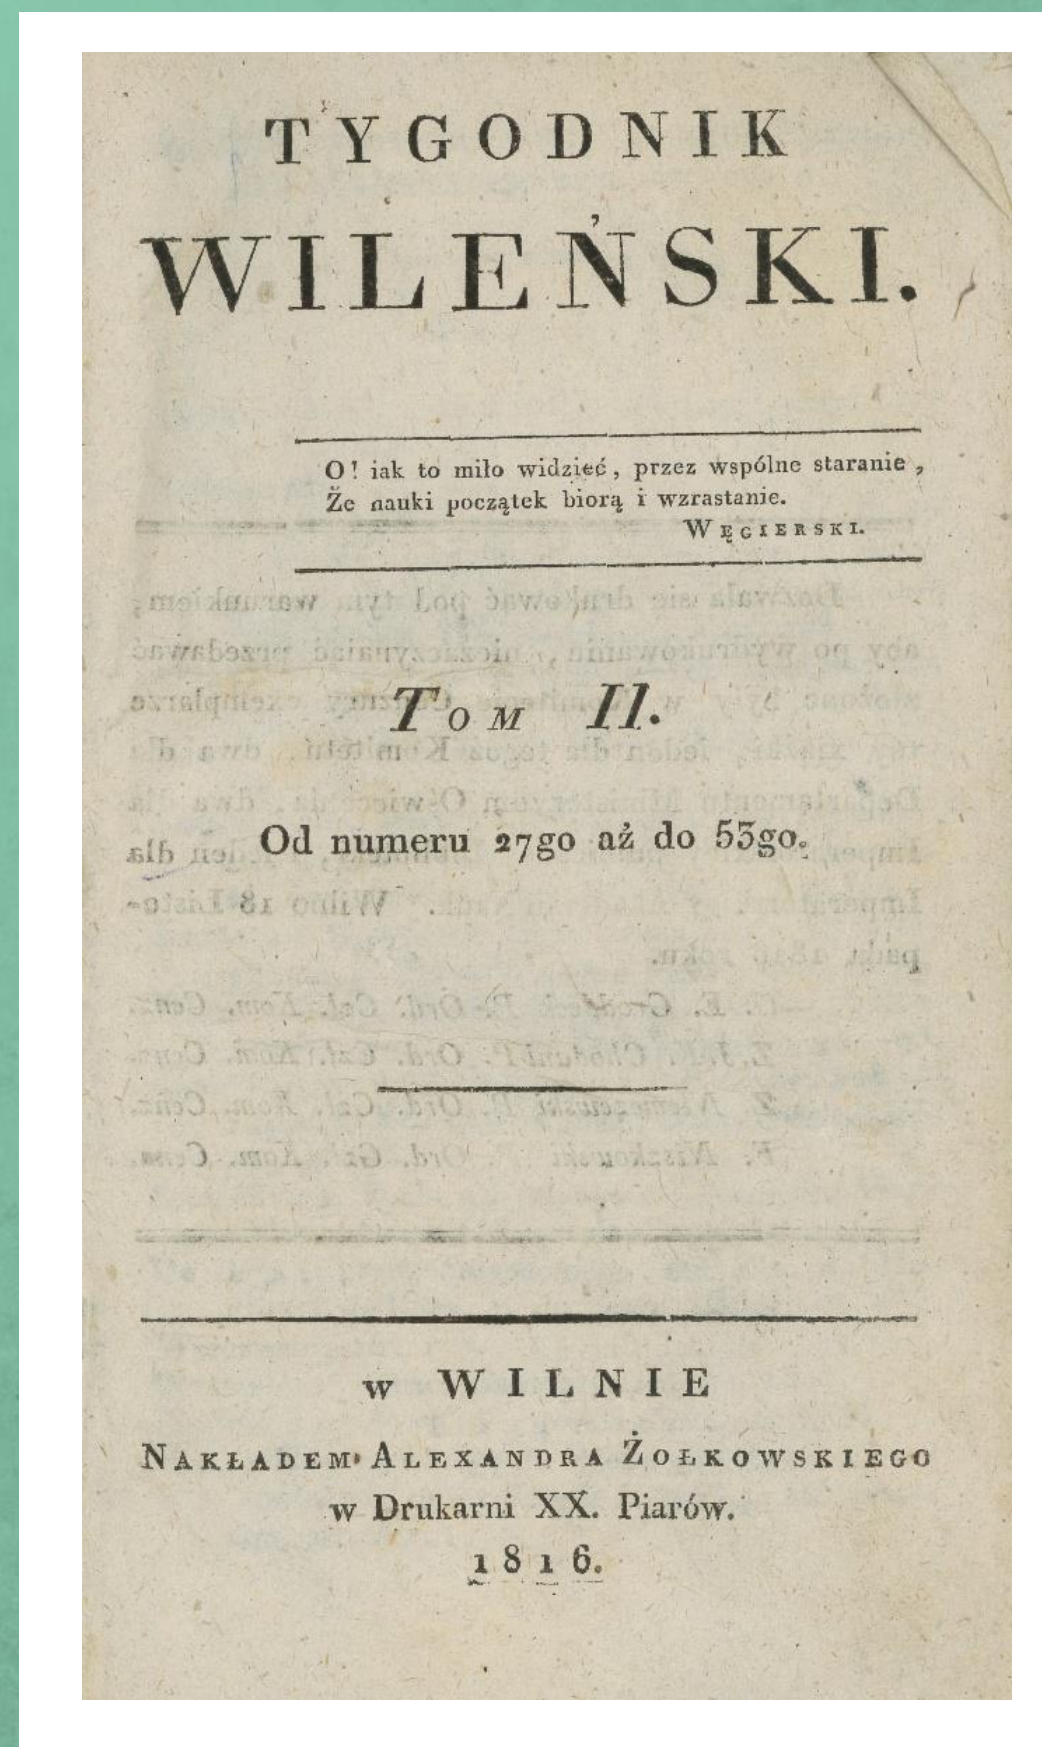 TYGODNIK
WILEŃSKI.
O! iak to miło widzieć, przez wspólne staranie,
Że nauki początek biorą i wzrastanie.
WĘGIERSKI.
TOM II.
Od numeru 27go aż do 53go.
w WILNIE
NAKŁADEM ALEXANDRA ŻOŁKOWSKIEGO
w Drukarni XX. Piarów.
1816.